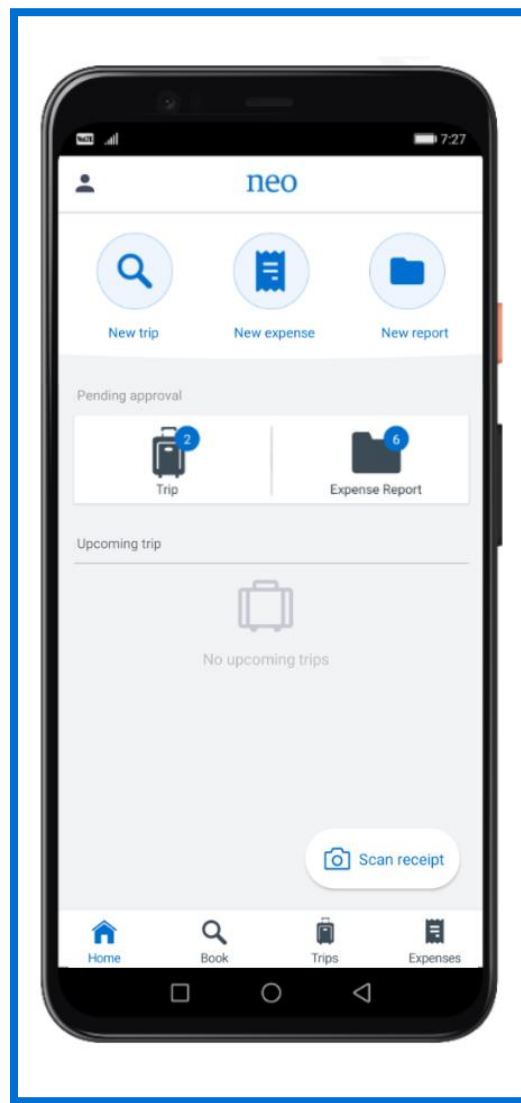 7:27
neo
New trip New expense New report
Pending approval
2 6
Trip Expense Report
Upcoming trip
No upcoming trips
Scan receipt
Home Book Trips Expenses